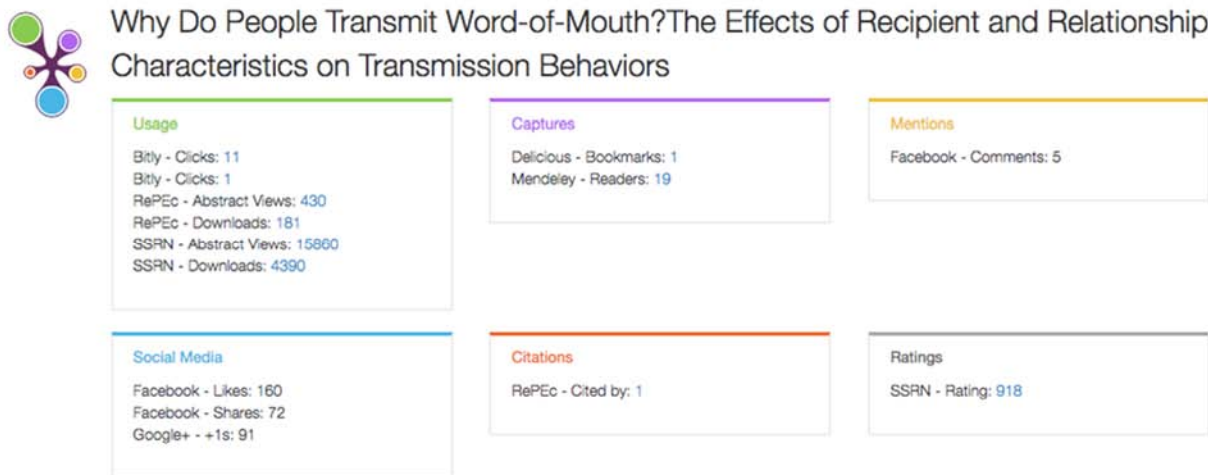 Why Do People Transmit Word-of-Mouth?The Effects of Recipient and Relationship
Characteristics on Transmission Behaviors
Usage
Bitly - Clicks: 11
Bitly - Clicks: 1
RePEc - Abstract Views: 430
RePEc - Downloads: 181
SSRN - Abstract Views: 15860
SSRN - Downloads: 4390
Captures
Delicious - Bookmarks: 1
Mendeley - Readers: 19
Mentions
Facebook - Comments: 5
Social Media
Facebook - Likes: 160
Facebook - Shares: 72
Google+ - +1s: 91
Citations
RePEc - Cited by: 1
Ratings
SSRN - Rating: 918